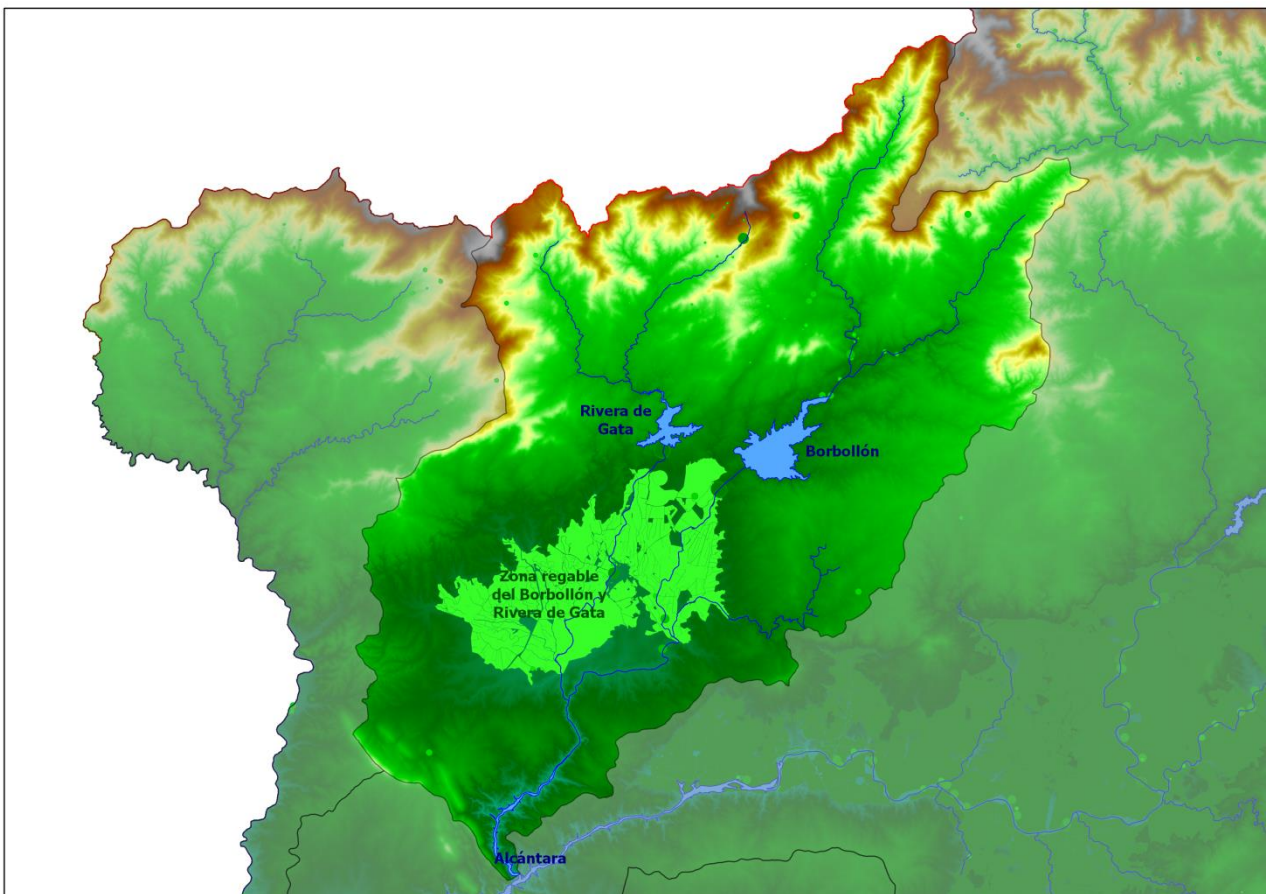 Rivera de
Gata
Borbollón
Zona regable
del Borbollón y
Rivera de Gata
Alcántara